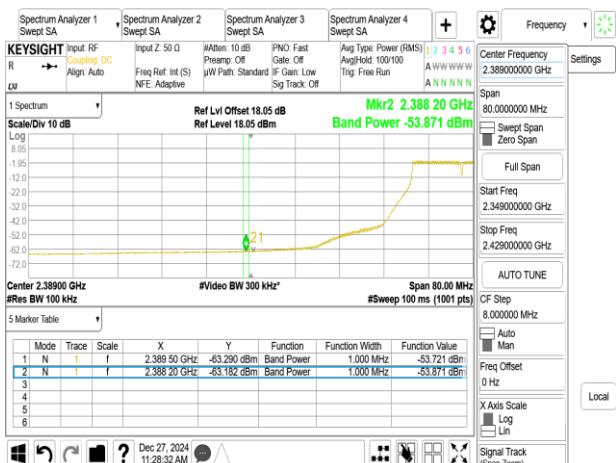 Spectrum Analyzer 1
Swept SA
Spectrum Analyzer 2
Swept SA
Spectrum Analyzer 3
Swept SA
Spectrum Analyzer 4
Swept SA
+
Frequency
KEYSIGHT
R
Input: RF
Coupling: DC
Align: Auto
Input Z: 50 Ω
Freq Ref: Int (S)
NFE: Adaptive
#Atten: 10 dB
Preamp: Off
µW Path: Standard
PNO: Fast
Gate: Off
IF Gain: Low
Sig Track: Off
Avg Type: Power (RMS)
Avg|Hold: 100/100
Trig: Free Run
1 2 3 4 5 6
A W W W W W
A N N N N N
1 Spectrum
Scale/Div 10 dB
Ref Lvl Offset 18.05 dB
Ref Level 18.05 dBm
Mkr2 2.388 20 GHz
Band Power -53.871 dBm
Log
8.05
-1.95
-12.0
-22.0
-32.0
-42.0
-52.0
-62.0
-72.0
21
Center 2.38900 GHz
#Res BW 100 kHz
#Video BW 300 kHz*
Span 80.00 MHz
#Sweep 100 ms (1001 pts)
5 Marker Table
Mode Trace Scale X Y Function Function Width Function Value
1 N 1 f 2.389 50 GHz -63.290 dBm Band Power 1.000 MHz -53.721 dBm
2 N 1 f 2.388 20 GHz -63.182 dBm Band Power 1.000 MHz -53.871 dBm
3
4
5
6
Dec 27, 2024
11:28:32 AM
Center Frequency
2.389000000 GHz
Settings
Span
80.0000000 MHz
Swept Span
Zero Span
Full Span
Start Freq
2.349000000 GHz
Stop Freq
2.429000000 GHz
AUTO TUNE
CF Step
8.000000 MHz
Auto
Man
Freq Offset
0 Hz
X Axis Scale
Log
Lin
Local
Signal Track
(Span Zoom)